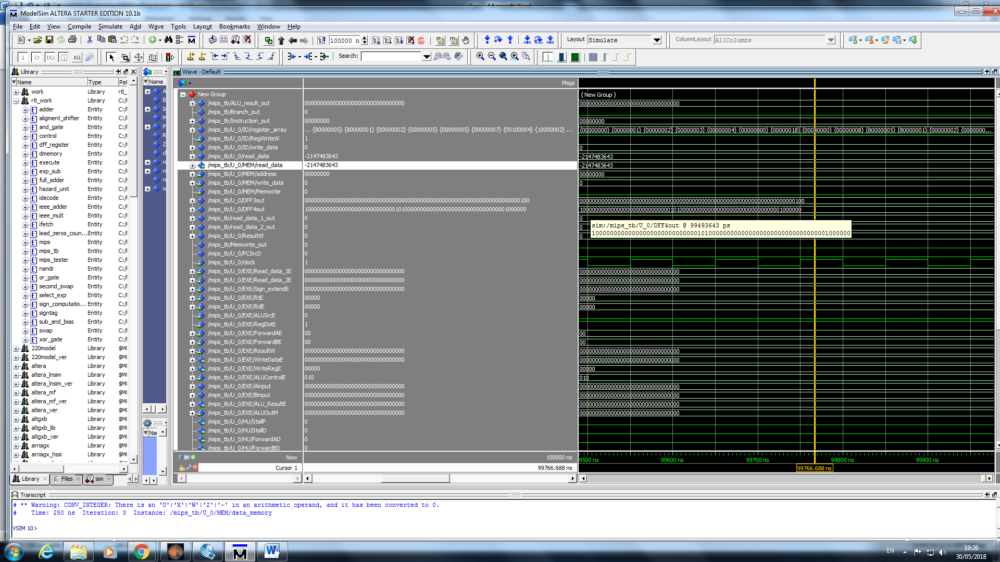 ModelSim ALTERA STARTER EDITION 10.1b
File Edit View Compile Simulate Add Wave Tools Layout Bookmarks Window Help
100000 n
Layout Simulate
ColumnLayout AllColumns
Search:
Library
Name Type Pat
work Library rtl_
rtl_work Library C:/
adder Entity C:/
aligment_shifter Entity C:/
and_gate Entity C:/
control Entity C:/
dff_register Entity C:/
dmemory Entity C:/
execute Entity C:/
exp_sub Entity C:/
full_adder Entity C:/
hazard_unit Entity C:/
idecode Entity C:/
ieee_adder Entity C:/
ieee_mult Entity C:/
ifetch Entity C:/
lead_zeros_coun... Entity C:/
mips Entity C:/
mips_tb Entity C:/
mips_tester Entity C:/
nandr Entity C:/
or_gate Entity C:/
second_swap Entity C:/
select_exp Entity C:/
sign_computatio... Entity C:/
signtag Entity C:/
sub_and_bias Entity C:/
swap Entity C:/
xor_gate Entity C:/
220model Library $MO
220model_ver Library $MO
altera Library $MO
altera_lnsim Library $MO
altera_lnsim_ver Library $MO
altera_mf Library $MO
altera_mf_ver Library $MO
altera_ver Library $MO
altgxb Library $MO
altgxb_lib Library $MO
altgxb_ver Library $MO
arriagx Library $MO
arriagx_hssi Library $MO
Library Files sim
Name
Wave - Default
Msgs
New Group
/mips_tb/ALU_result_out 00000000000000000000000000000000
/mips_tb/Branch_out 0
/mips_tb/Instruction_out 00000000
/mips_tb/U_0/ID/register_array ... {80000005} {80000001} {00000002} {00000005} {00000005} {00000007} {00100004} {10000002} ...
/mips_tb/U_0/ID/RegWriteW 1
/mips_tb/U_0/ID/write_data 0
/mips_tb/U_0/read_data -2147483643
/mips_tb/U_0/MEM/read_data -2147483643
/mips_tb/U_0/MEM/address 00000000
/mips_tb/U_0/MEM/write_data 0
/mips_tb/U_0/MEM/Memwrite 0
/mips_tb/U_0/DFF3out
/mips_tb/U_0/DFF4out
/mips_tb/read_data_1_out 0
/mips_tb/read_data_2_out 0
/mips_tb/U_0/ResultW 0
/mips_tb/Memwrite_out 0
/mips_tb/U_0/PCSrcD 0
/mips_tb/U_0/clock 1
/mips_tb/U_0/EXE/Read_data_1E 00000000000000000000000000000000
/mips_tb/U_0/EXE/Read_data_2E 00000000000000000000000000000000
/mips_tb/U_0/EXE/Sign_extendE 00000000000000000000000000000000
/mips_tb/U_0/EXE/RtE 00000
/mips_tb/U_0/EXE/RdE 00000
/mips_tb/U_0/EXE/ALUSrcE 0
/mips_tb/U_0/EXE/RegDstE 1
/mips_tb/U_0/EXE/ForwardAE 00
/mips_tb/U_0/EXE/ForwardBE 00
/mips_tb/U_0/EXE/ResultW 00000000000000000000000000000000
/mips_tb/U_0/EXE/WriteDataE 00000000000000000000000000000000
/mips_tb/U_0/EXE/WriteRegE 00000
/mips_tb/U_0/EXE/ALUControlE 010
/mips_tb/U_0/EXE/Ainput 00000000000000000000000000000000
/mips_tb/U_0/EXE/Binput 00000000000000000000000000000000
/mips_tb/U_0/EXE/ALU_ResultE 00000000000000000000000000000000
/mips_tb/U_0/EXE/ALUOutM 00000000000000000000000000000000
/mips_tb/U_0/HU/StallF 0
/mips_tb/U_0/HU/StallD 0
/mips_tb/U_0/HU/ForwardAD 0
/mips_tb/U_0/HU/ForwardBD 0
Now 100000 ns
Cursor 1 99766.688 ns
( New Group )
00000000000000000000000000000000
00000000
{00000000} {00000001} {00000002} {00000003} {00000004} {00000000} {00000018} {00000000} {00000008} {80000005} {80000001} {00000002} {0000000...
0
-2147483643
-2147483643
00000000
0
0
0
0
sim:/mips_tb/U_0/DFF4out @ 99493643 ps
00000000000000000000000000000000
00000000000000000000000000000000
00000000000000000000000000000000
00000
00000
00
00
00000000000000000000000000000000
00000000000000000000000000000000
00000
010
00000000000000000000000000000000
00000000000000000000000000000000
00000000000000000000000000000000
00000000000000000000000000000000
9500 ns 99600 ns 99700 ns 99800 ns 99900 ns
99766.688 ns
Transcript
# ** Warning: CONV_INTEGER: There is an 'U'|'X'|'W'|'Z'|'-' in an arithmetic operand, and it has been converted to 0.
# Time: 250 ns Iteration: 3 Instance: /mips_tb/U_0/MEM/data_memory
VSIM 10>
EN
19:26
30/05/2018